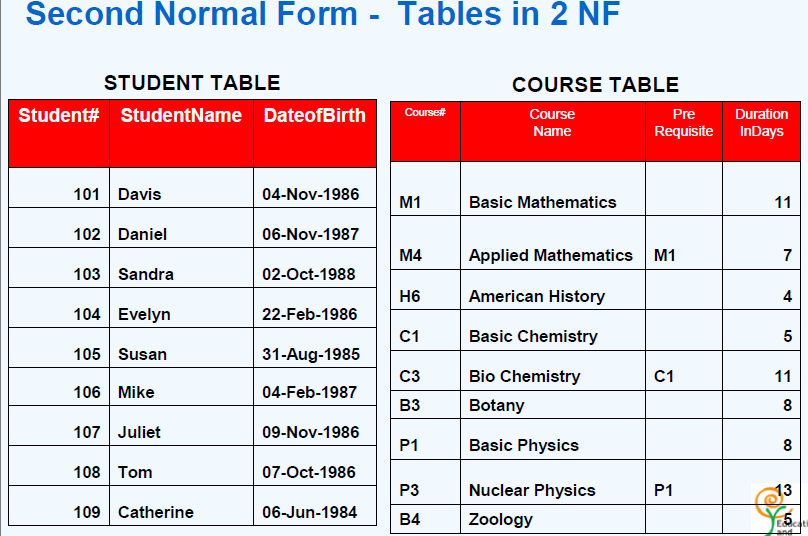 Second Normal Form - Tables in 2 NF
STUDENT TABLE
Student# StudentName DateofBirth
101 Davis 04-Nov-1986
102 Daniel 06-Nov-1987
103 Sandra 02-Oct-1988
104 Evelyn 22-Feb-1986
105 Susan 31-Aug-1985
106 Mike 04-Feb-1987
107 Juliet 09-Nov-1986
108 Tom 07-Oct-1986
109 Catherine 06-Jun-1984
COURSE TABLE
Course# Course Pre Duration
Name Requisite InDays
M1 Basic Mathematics 11
M4 Applied Mathematics M1 7
H6 American History 4
C1 Basic Chemistry 5
C3 Bio Chemistry C1 11
B3 Botany 8
P1 Basic Physics 8
P3 Nuclear Physics P1 13
B4 Zoology 5
and